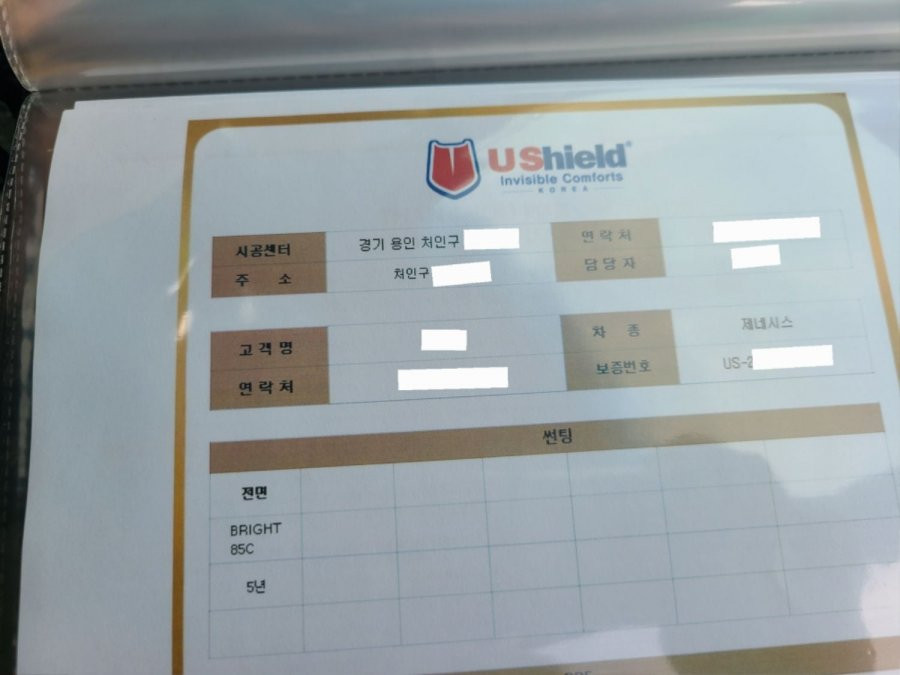 UShield®
Invisible Comforts
KOREA
시공센터 경기 용인 처인구 연락처
주 소 처인구 담당자
고객명 차 종 제네시스
연락처 보증번호 US-2
썬팅
전면
BRIGHT
85C
5년